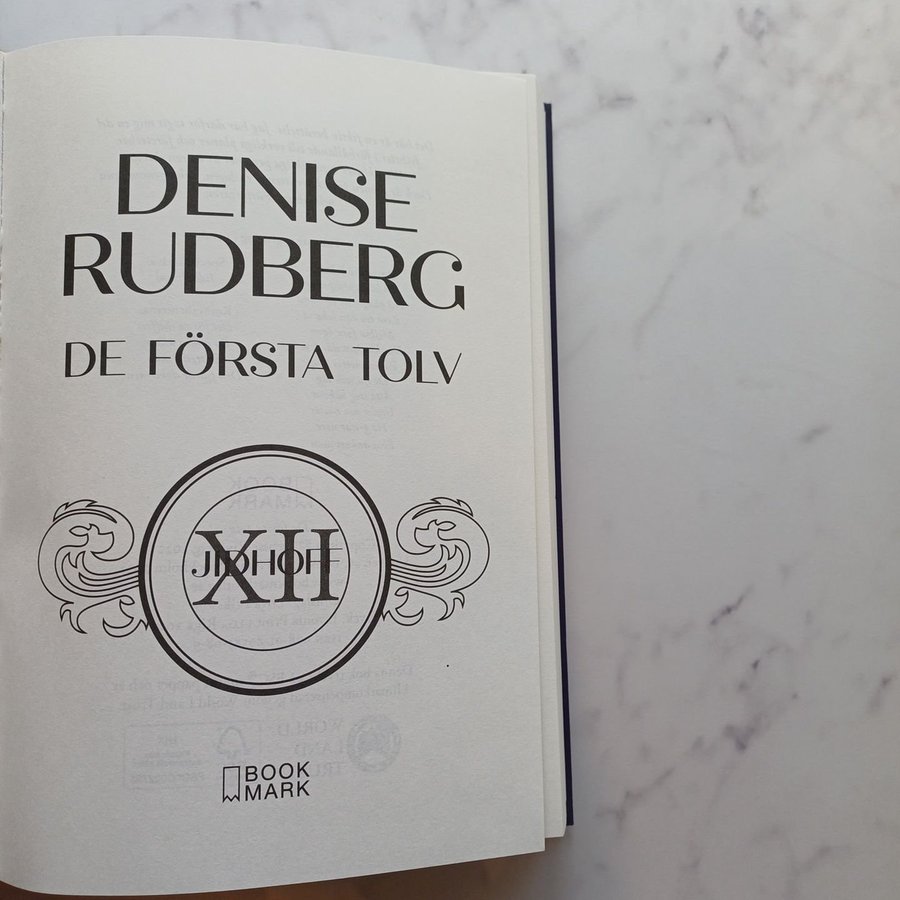 DENISE
RUDBERG
DE FÖRSTA TOLV
XII
JIDHOFF
BOOK
MARK